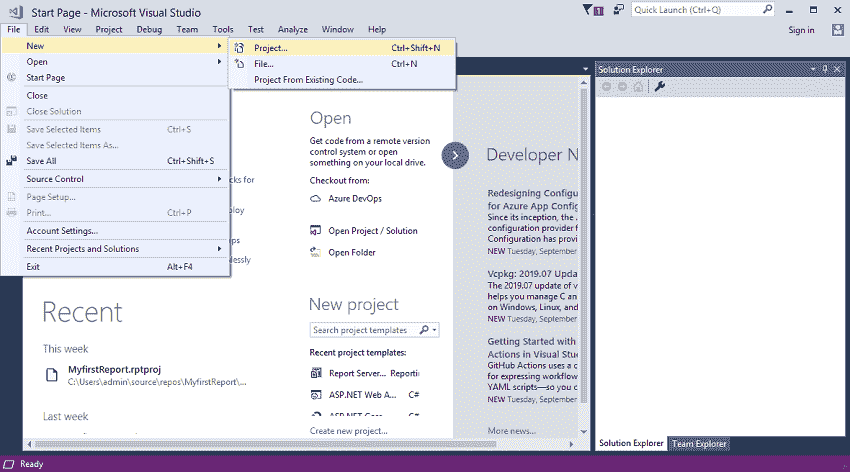 Start Page - Microsoft Visual Studio
1
Quick Launch (Ctrl+Q)
File Edit View Project Debug Team Tools Test Analyze Window Help
Sign in
New
Open
Start Page
Close
Close Solution
Save Selected Items Ctrl+S
Save Selected Items As...
Save All Ctrl+Shift+S
Source Control
Page Setup...
Print... Ctrl+P
Account Settings...
Recent Projects and Solutions
Exit Alt+F4
Project... Ctrl+Shift+N
File... Ctrl+N
Project From Existing Code...
cks for
ploy
ps
lessly
Recent
This week
MyfirstReport.rptproj
C:\Users\admin\source\repos\MyfirstReport\...
Last week
Open
Get code from a remote version
control system or open
something on your local drive.
Checkout from:
Azure DevOps
Open Project / Solution
Open Folder
New project
Search project templates
Recent project templates:
Report Server... Reportin
ASP.NET Web A... C#
ASP.NET Core C#
Create new project...
Developer N
Redesigning Configu
for Azure App Config
Since its inception, the .
configuration provider f
Configuration has provi
NEW Tuesday, September
Vcpkg: 2019.07 Upda
The 2019.07 update of v
helps you manage C an
on Windows, Linux, and
NEW Tuesday, September
Getting Started with
Actions in Visual Stud
GitHub Actions uses a c
for expressing workflow
YAML scripts—so you c
NEW Tuesday, September
More news...
Solution Explorer
Solution Explorer Team Explorer
Ready